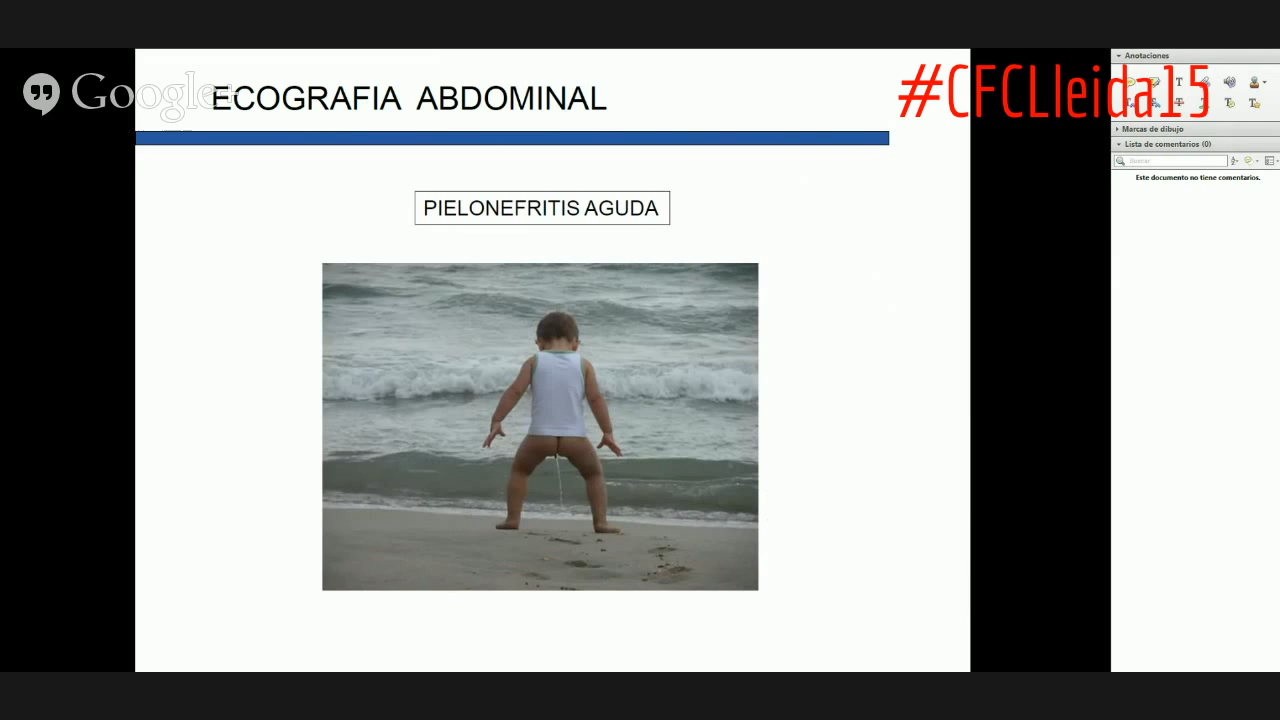 Google+
ECOGRAFIA ABDOMINAL
#CFCLleida15
PIELONEFRITIS AGUDA
Anotaciones
Marcas de dibujo
Lista de comentarios (0)
Buscar
Este documento no tiene comentarios.